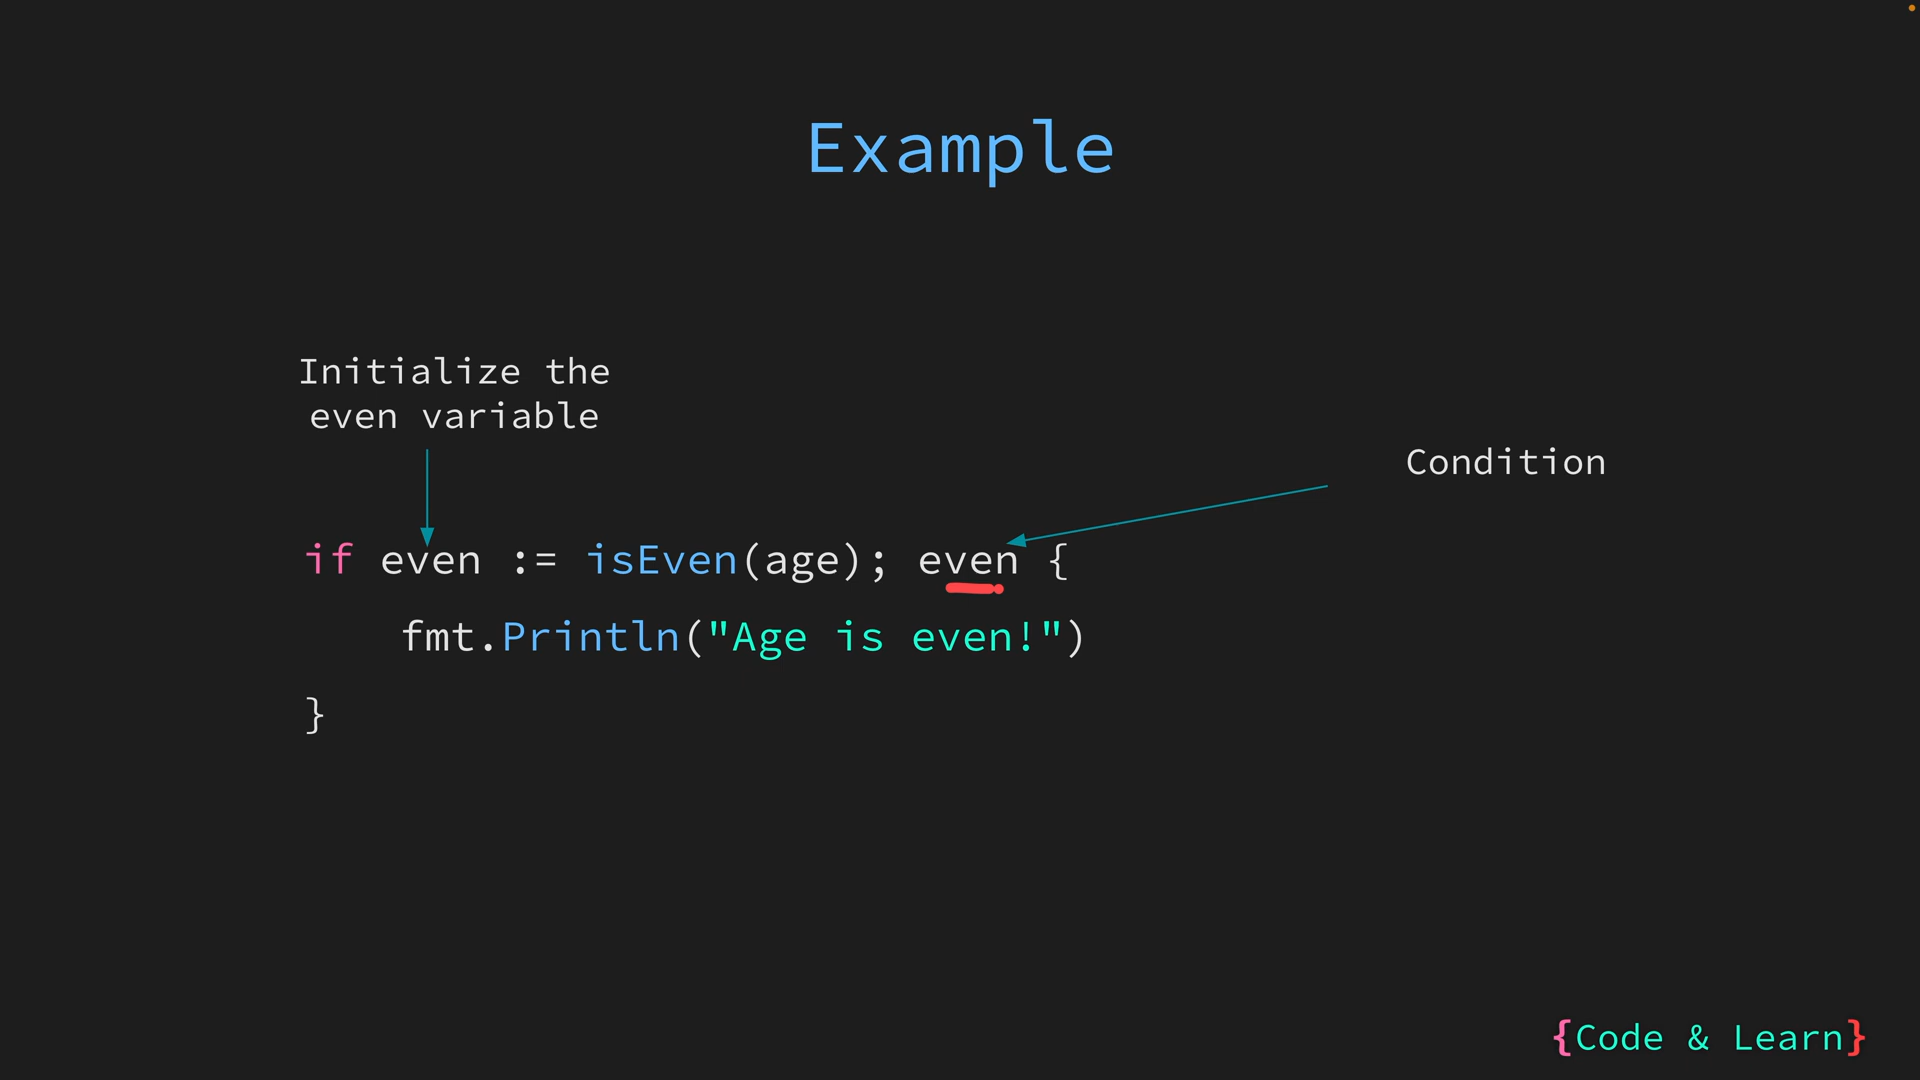 Example
Initialize the
even variable
Condition
if even := isEven(age); even {
fmt.Println("Age is even!")
}
{Code & Learn}